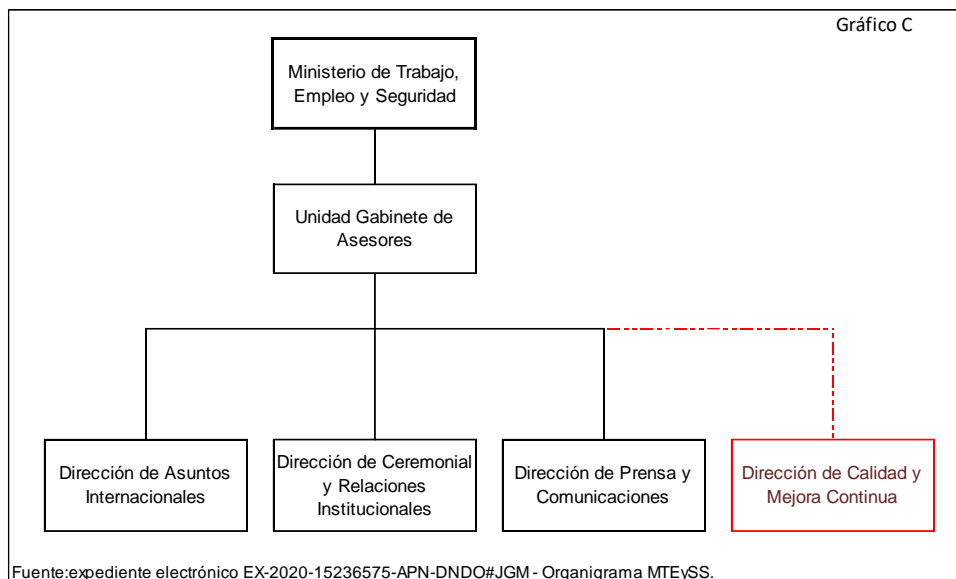 Gráfico C
Ministerio de Trabajo,
Empleo y Seguridad
Unidad Gabinete de
Asesores
Dirección de Asuntos
Internacionales
Dirección de Ceremonial
y Relaciones
Institucionales
Dirección de Prensa y
Comunicaciones
Dirección de Calidad y
Mejora Continua
Fuente:expediente electrónico EX-2020-15236575-APN-DNDO#JGM - Organigrama MTEySS.